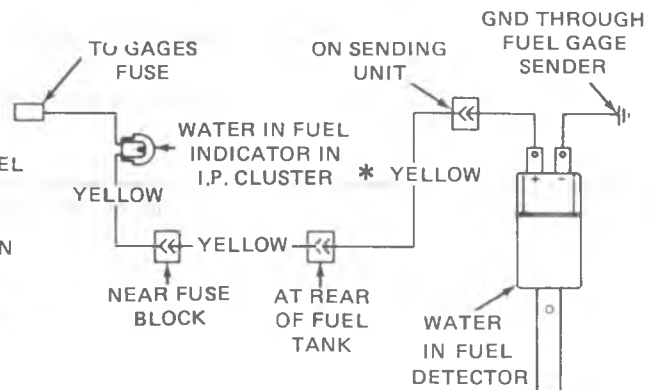 TO GAGES
FUSE
ON SENDING
UNIT
GND THROUGH
FUEL GAGE
SENDER
WATER IN FUEL
INDICATOR IN
I.P. CLUSTER
* YELLOW
EL
YELLOW
N
YELLOW
+ −
NEAR FUSE
BLOCK
AT REAR
OF FUEL
TANK
WATER
IN FUEL
DETECTOR